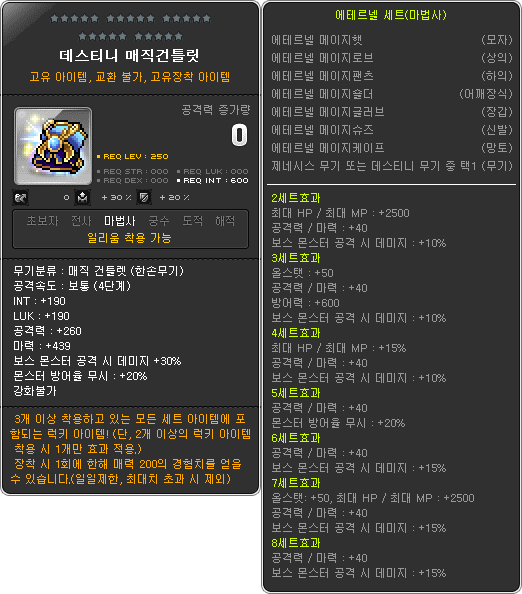 데스티니 매직건틀릿
고유 아이템, 교환 불가, 고유장착 아이템
공격력 증가량
0
REQ LEV : 250
REQ STR : 000
REQ LUK : 000
REQ DEX : 000
REQ INT : 600
0
+ 30 %
+ 20 %
초보자 전사 마법사 궁수 도적 해적
일리움 착용 가능
무기분류 : 매직 건틀렛 (한손무기)
공격속도 : 보통 (4단계)
INT : +190
LUK : +190
공격력 : +260
마력 : +439
보스 몬스터 공격 시 데미지 +30%
몬스터 방어율 무시 : +20%
강화불가
3개 이상 착용하고 있는 모든 세트 아이템에 포
함되는 럭키 아이템! (단, 2개 이상의 럭키 아이템
착용 시 1개만 효과 적용.)
장착 시 1회에 한해 매력 200의 경험치를 얻을
수 있습니다.(일일제한, 최대치 초과 시 제외)
에테르넬 세트(마법사)
에테르넬 메이지햇 (모자)
에테르넬 메이지로브 (상의)
에테르넬 메이지팬츠 (하의)
에테르넬 메이지숄더 (어깨장식)
에테르넬 메이지글러브 (장갑)
에테르넬 메이지슈즈 (신발)
에테르넬 메이지케이프 (망토)
제네시스 무기 또는 데스티니 무기 중 택1 (무기)
2세트효과
최대 HP / 최대 MP : +2500
공격력 / 마력 : +40
보스 몬스터 공격 시 데미지 : +10%
3세트효과
올스탯 : +50
공격력 / 마력 : +40
방어력 : +600
보스 몬스터 공격 시 데미지 : +10%
4세트효과
최대 HP / 최대 MP : +15%
공격력 / 마력 : +40
보스 몬스터 공격 시 데미지 : +10%
5세트효과
공격력 / 마력 : +40
몬스터 방어율 무시 : +20%
6세트효과
공격력 / 마력 : +40
보스 몬스터 공격 시 데미지 : +15%
7세트효과
올스탯: +50, 최대 HP / 최대 MP : +2500
공격력 / 마력 : +40
보스 몬스터 공격 시 데미지 : +15%
8세트효과
공격력 / 마력 : +40
보스 몬스터 공격 시 데미지 : +15%